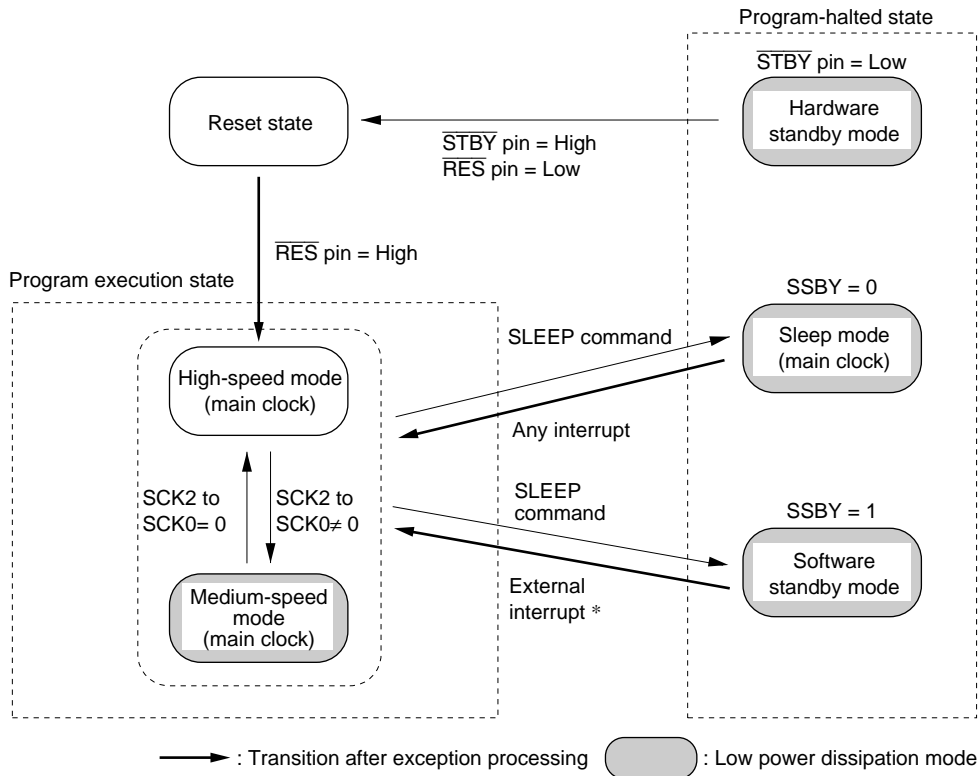 Program-halted state
STBY pin = Low
Hardware
standby mode
Reset state
STBY pin = High
RES pin = Low
RES pin = High
Program execution state
SSBY = 0
SLEEP command
Sleep mode
(main clock)
High-speed mode
(main clock)
Any interrupt
SCK2 to
SCK0= 0
SCK2 to
SCK0≠ 0
SLEEP
command
SSBY = 1
Software
standby mode
External
interrupt *
Medium-speed
mode
(main clock)
: Transition after exception processing
: Low power dissipation mode